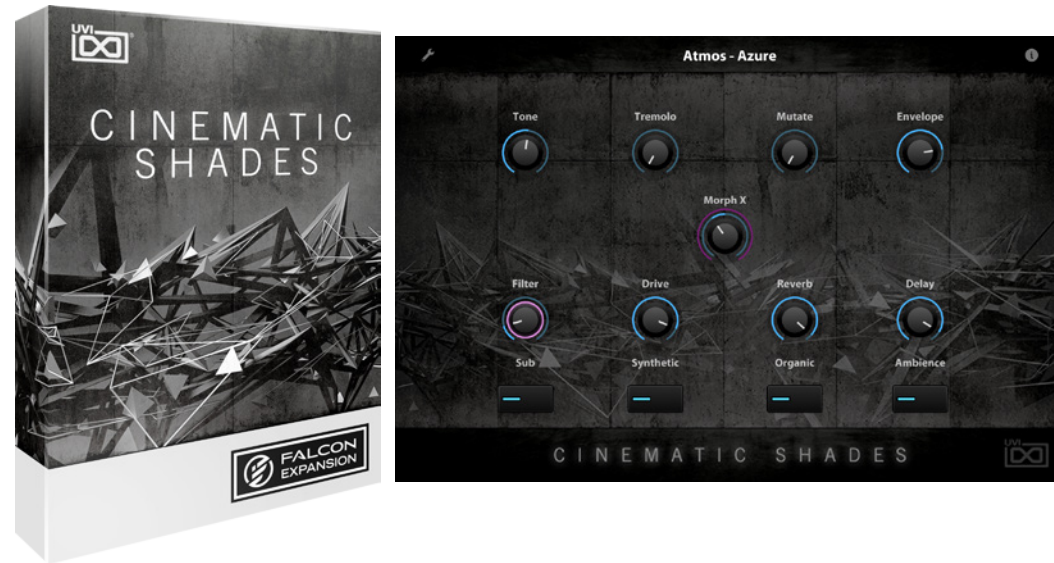 UVI
CINEMATIC
SHADES
FALCON
EXPANSION
Atmos - Azure
Tone Tremolo Mutate Envelope
Morph X
Filter Drive Reverb Delay
Sub Synthetic Organic Ambience
CINEMATIC SHADES
UVI